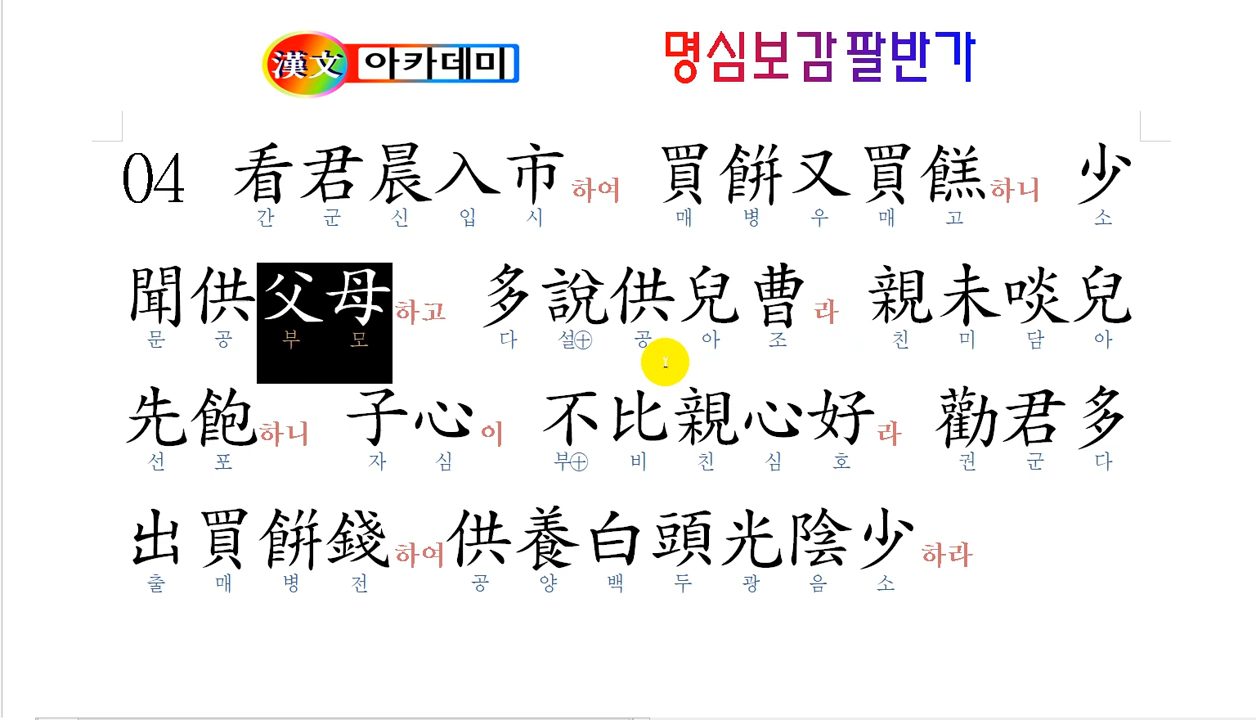 漢文 아카데미 명심보감팔반가
04 看君晨入市하여 買餠又買餻하니 少
간 군 신 입 시 매 병 우 매 고 소
聞供父母하고 多說供兒曹라 親未啖兒
문 공 부 모 다 설㊉ 공 아 조 친 미 담 아
先飽하니 子心이 不比親心好라 勸君多
선 포 자 심 부㊉ 비 친 심 호 권 군 다
出買餠錢하여 供養白頭光陰少하라
출 매 병 전 공 양 백 두 광 음 소